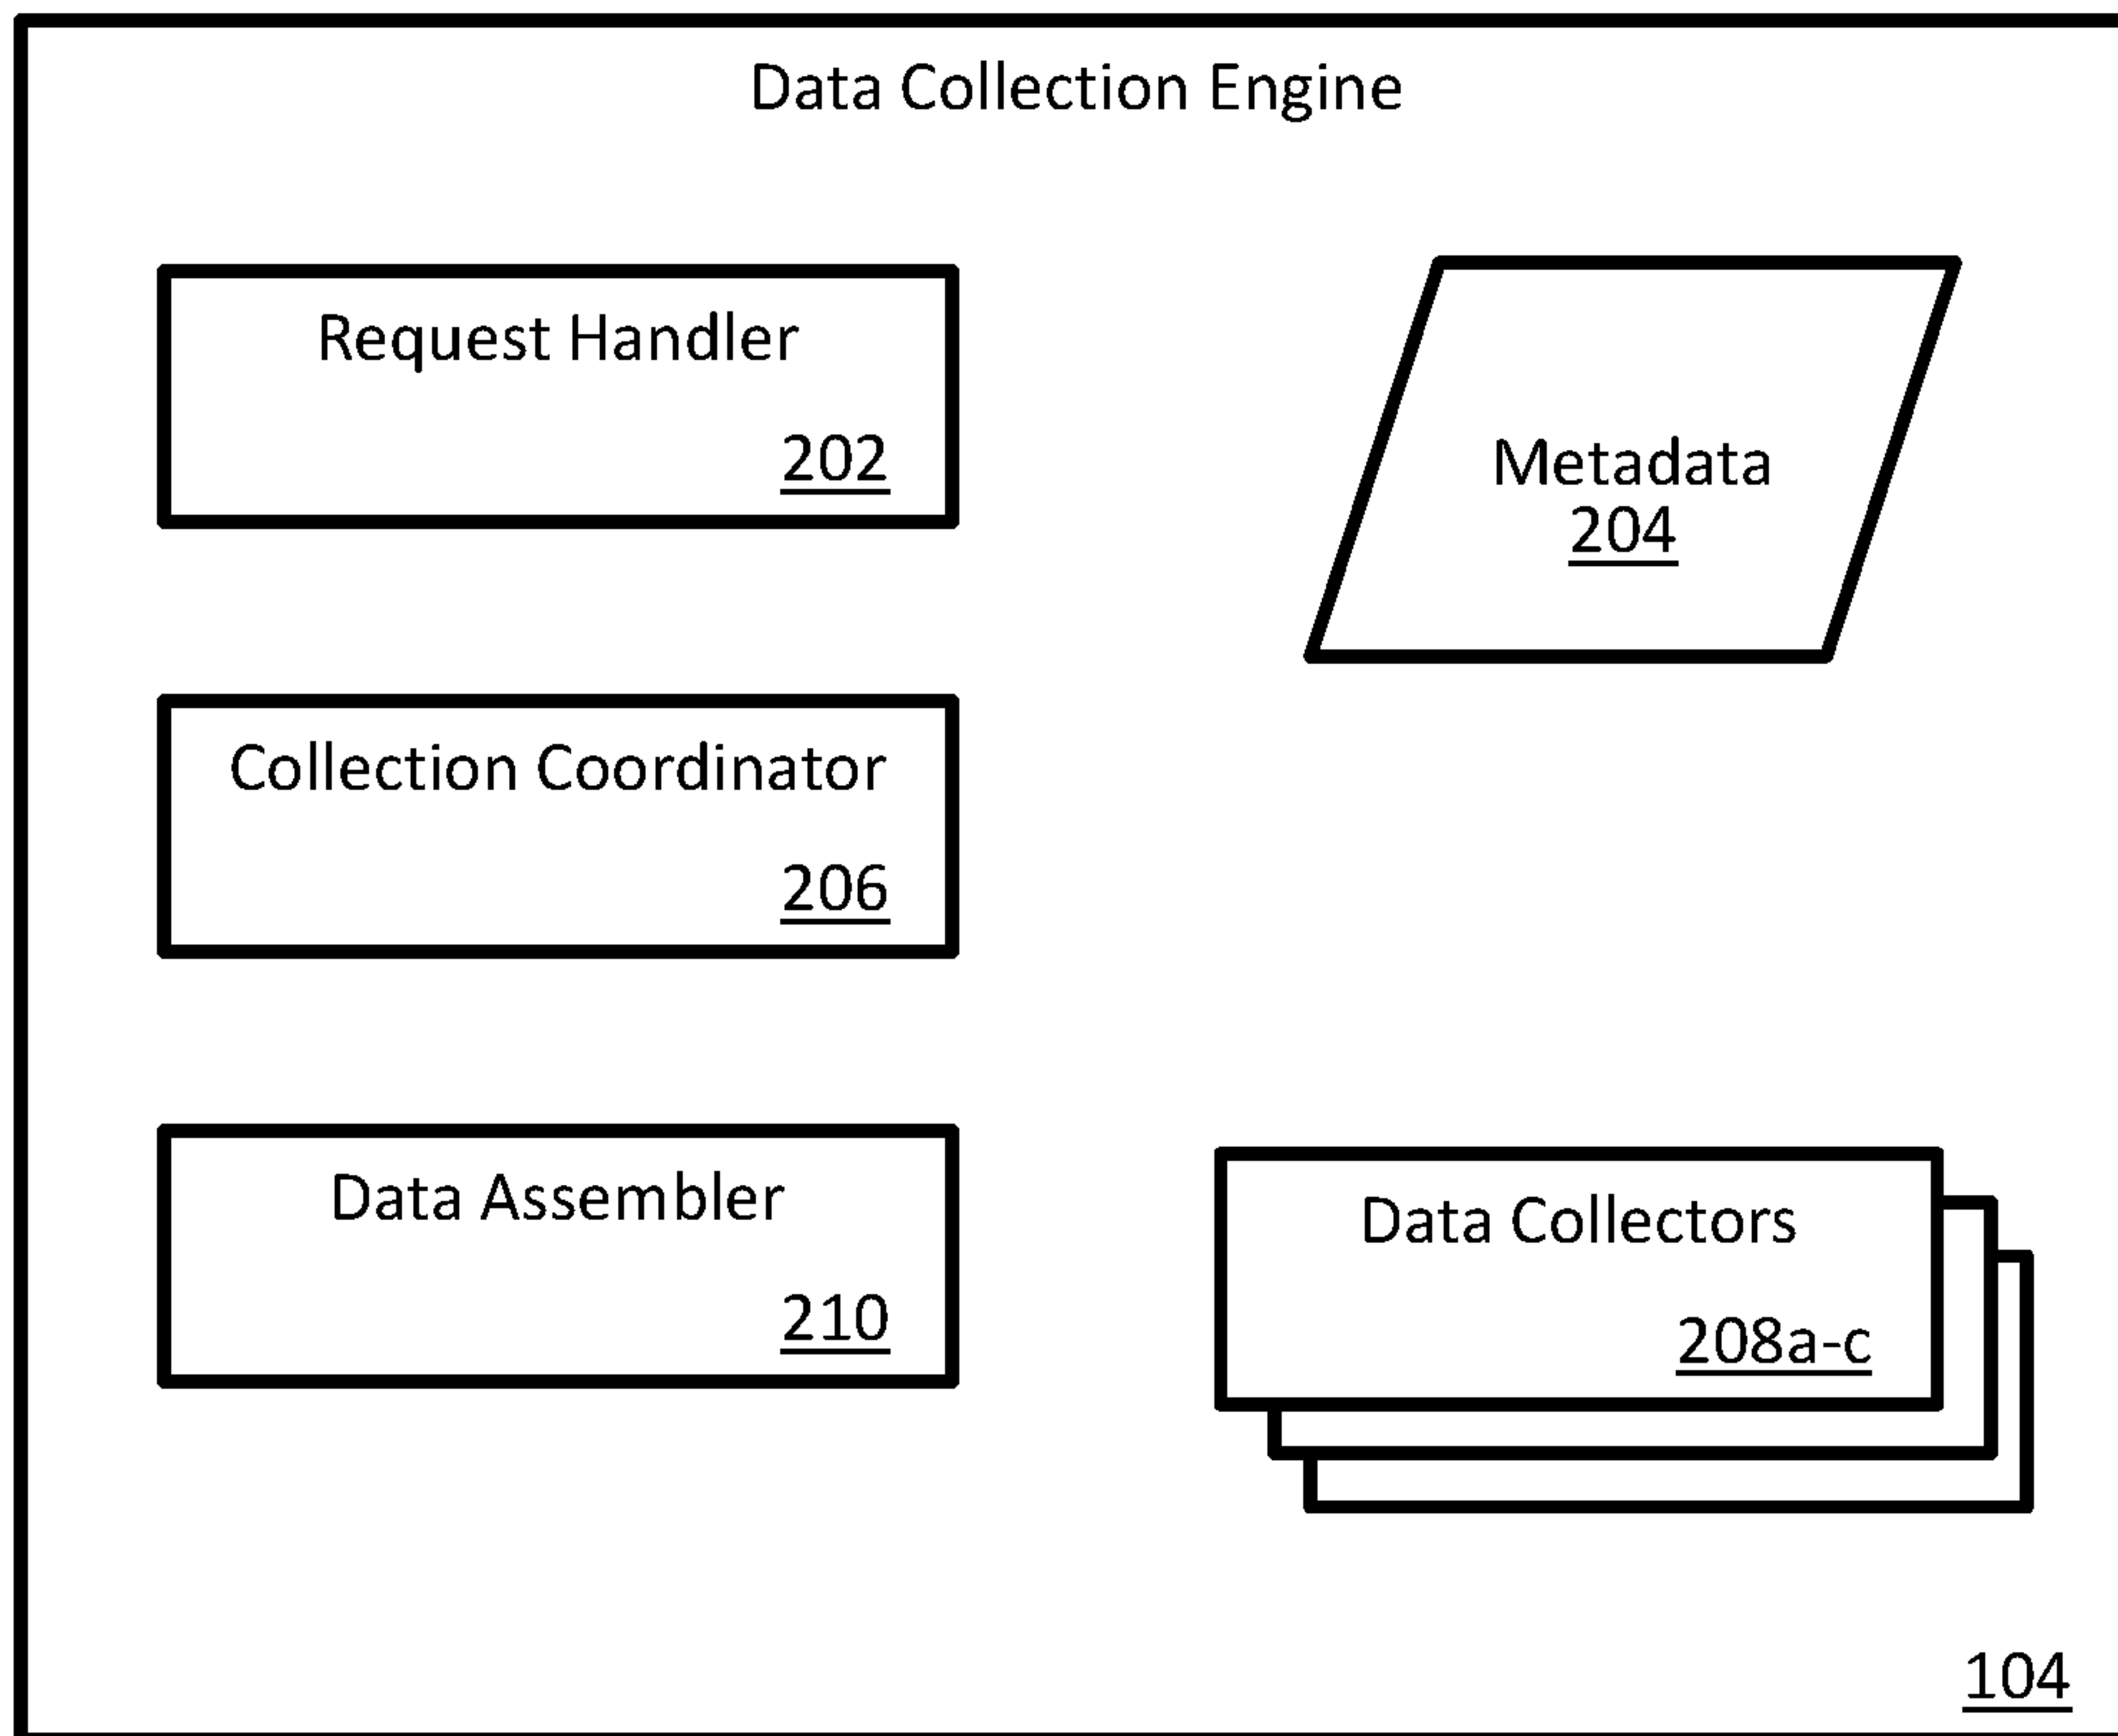 Data Collection Engine
Request Handler
202
Metadata
204
Collection Coordinator
206
Data Assembler
210
Data Collectors
208a-c
104